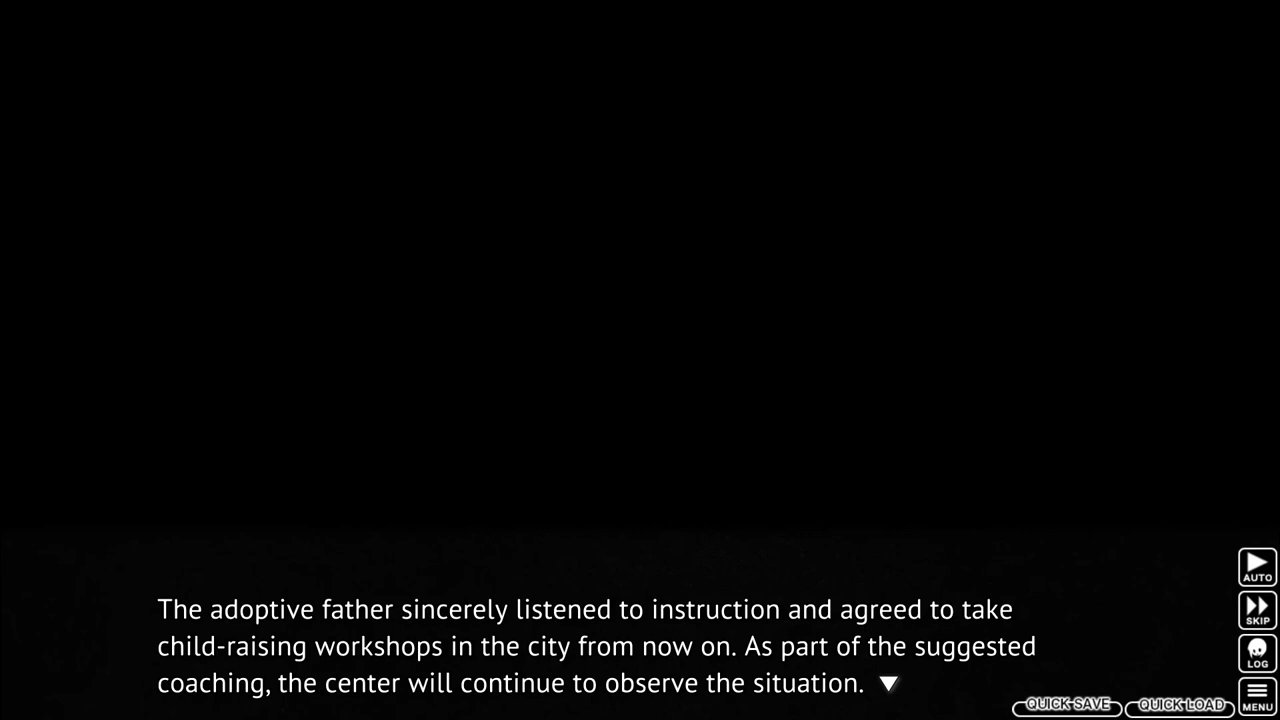 The adoptive father sincerely listened to instruction and agreed to take
child-raising workshops in the city from now on. As part of the suggested
coaching, the center will continue to observe the situation.
AUTO
SKIP
LOG
MENU
QUICK SAVE
QUICK LOAD